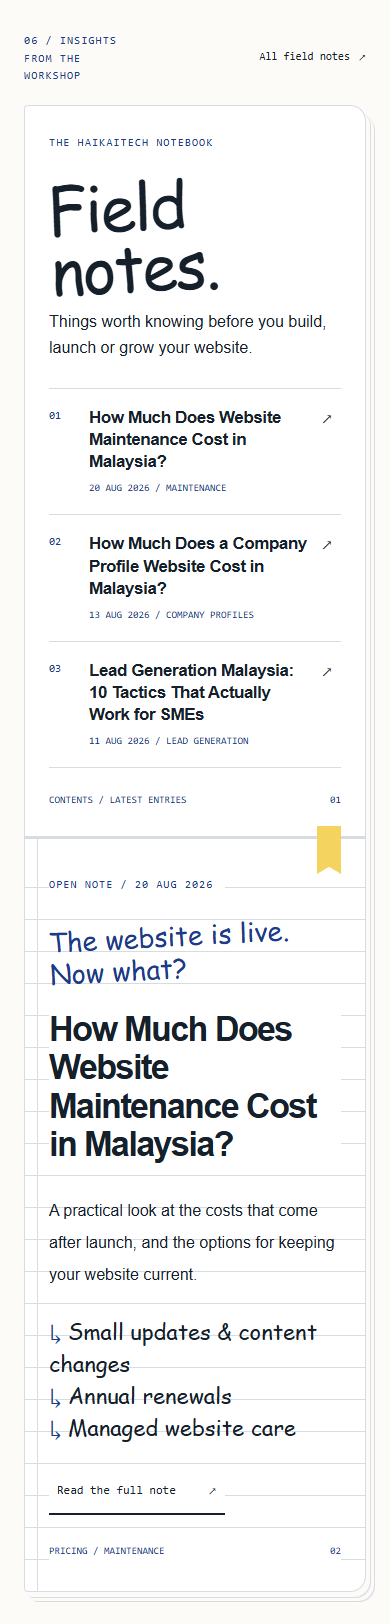 06 / INSIGHTS
FROM THE
WORKSHOP
All field notes ↗
THE HAIKAITECH NOTEBOOK
Field
notes.
Things worth knowing before you build,
launch or grow your website.
01
How Much Does Website
Maintenance Cost in
Malaysia?
↗
20 AUG 2026 / MAINTENANCE
02
How Much Does a Company
Profile Website Cost in
Malaysia?
↗
13 AUG 2026 / COMPANY PROFILES
03
Lead Generation Malaysia:
10 Tactics That Actually
Work for SMEs
↗
11 AUG 2026 / LEAD GENERATION
CONTENTS / LATEST ENTRIES 01
OPEN NOTE / 20 AUG 2026
The website is live.
Now what?
How Much Does
Website
Maintenance Cost
in Malaysia?
A practical look at the costs that come
after launch, and the options for keeping
your website current.
↳ Small updates & content
changes
↳ Annual renewals
↳ Managed website care
Read the full note ↗
PRICING / MAINTENANCE 02